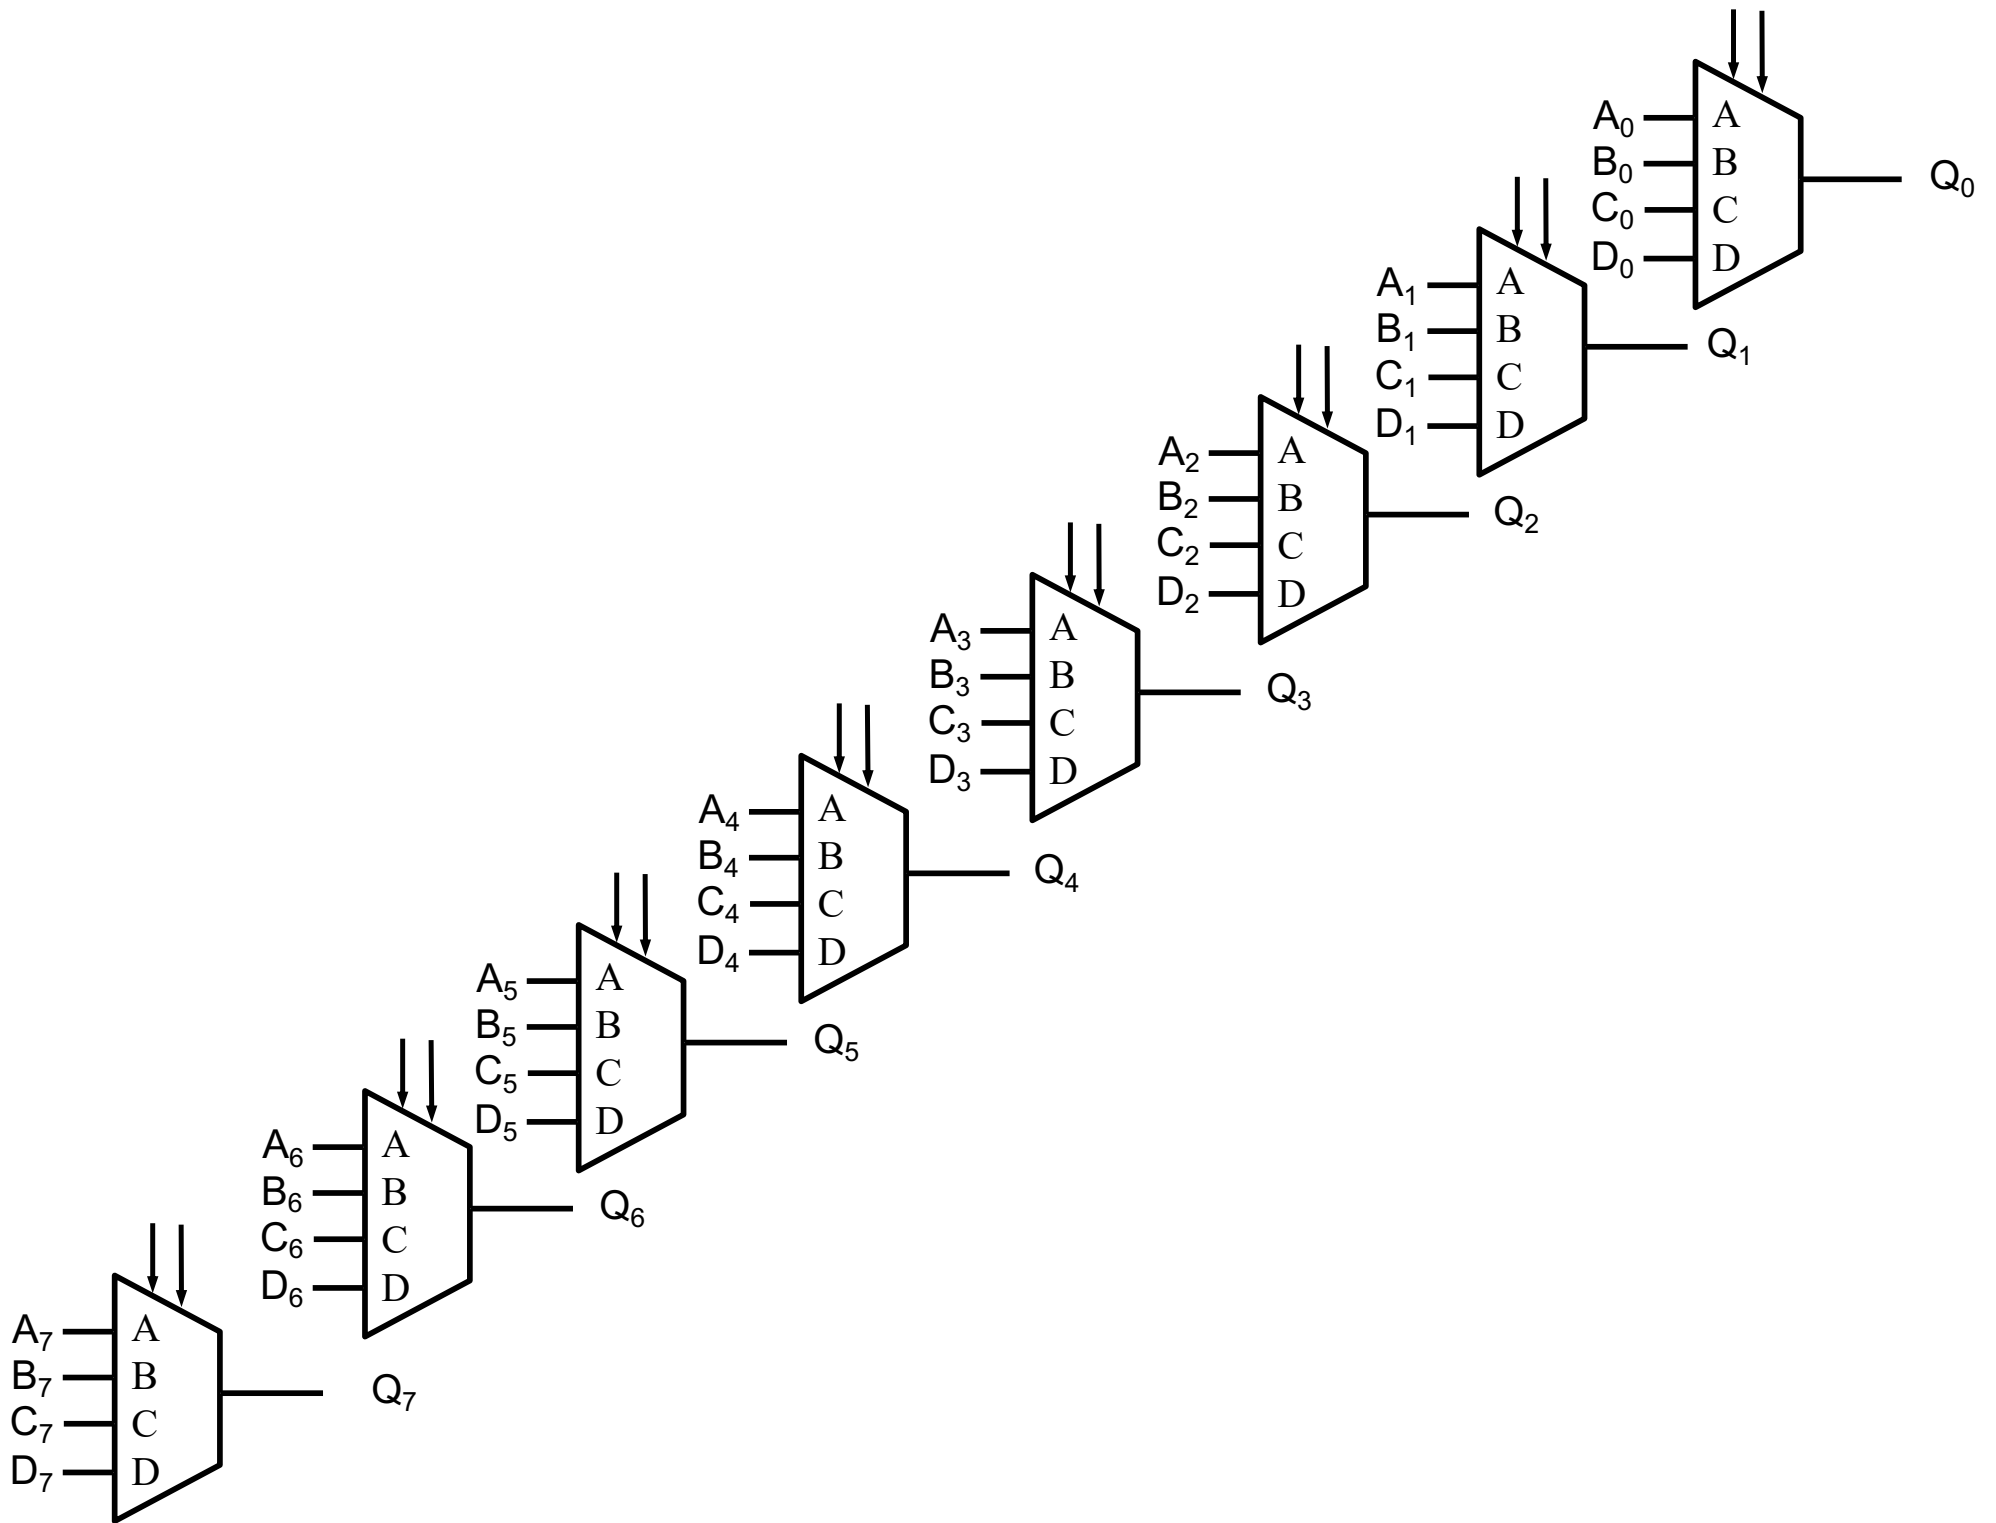 A
A₀
B
B₀
Q₀
C
C₀
D
D₀
A
A₁
B
B₁
Q₁
C
C₁
D
D₁
A
A₂
B
B₂
Q₂
C
C₂
D
D₂
A
A₃
B
B₃
Q₃
C
C₃
D
D₃
A
A₄
B
B₄
Q₄
C
C₄
D
D₄
A
A₅
B
B₅
Q₅
C
C₅
D
D₅
A
A₆
B
B₆
Q₆
C
C₆
D
D₆
A
A₇
B
B₇
Q₇
C
C₇
D
D₇